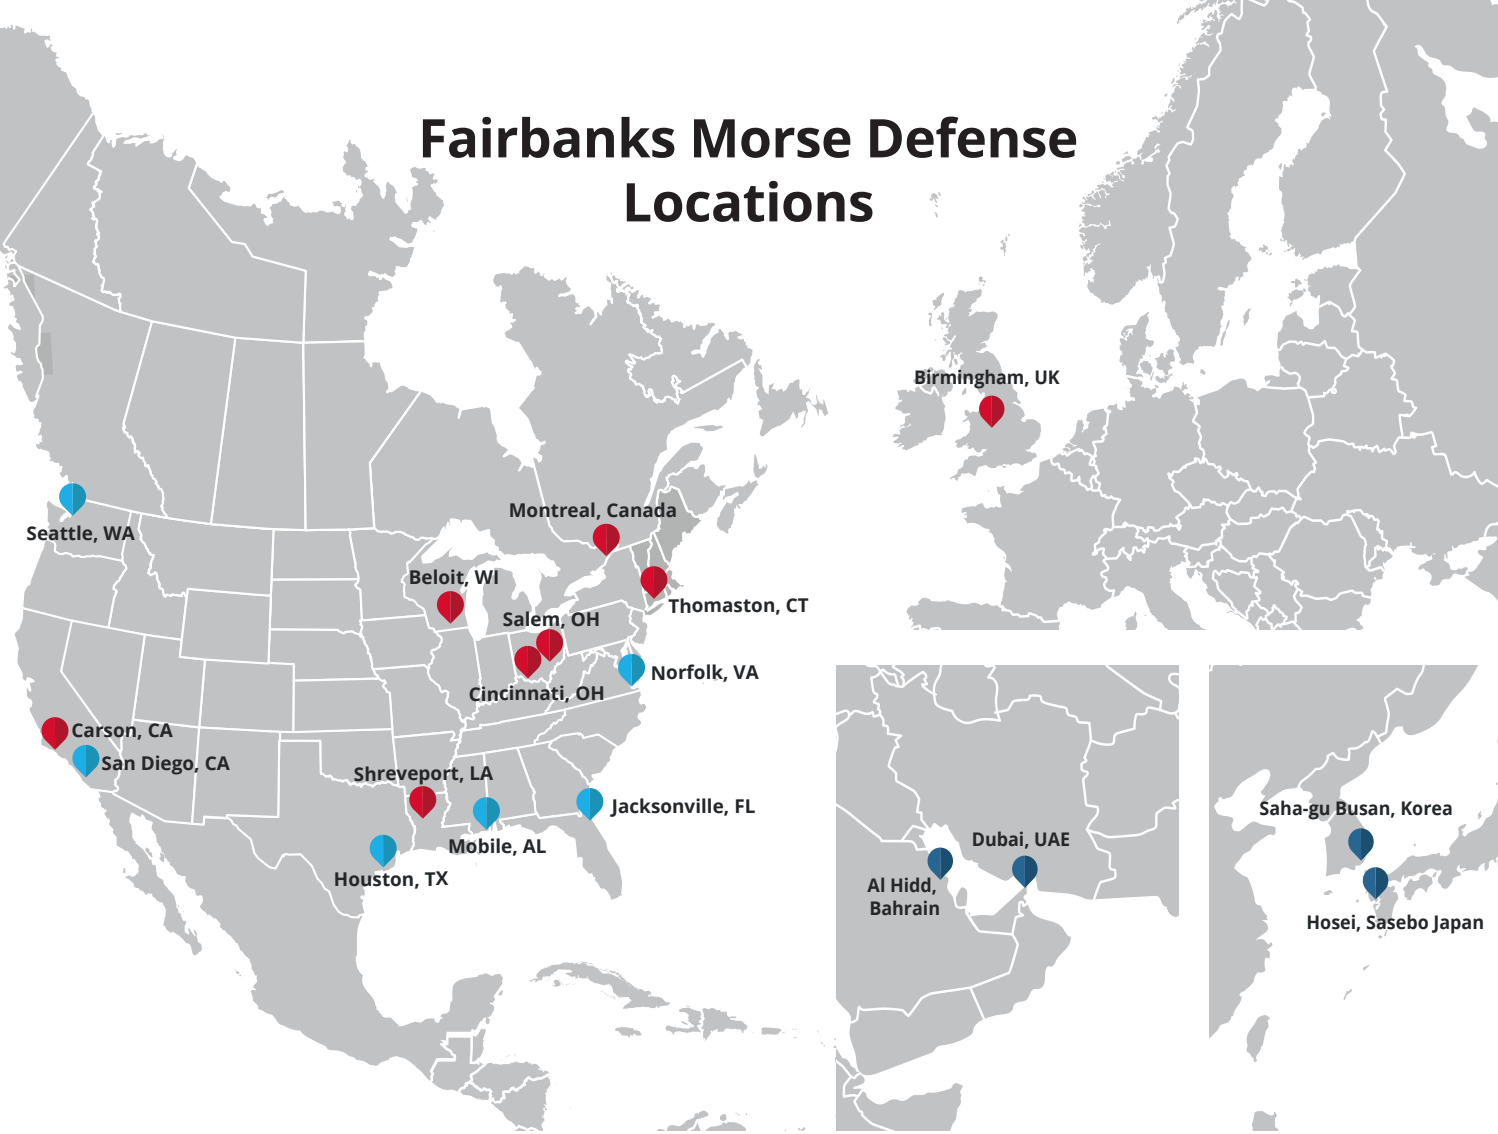 Fairbanks Morse Defense
Locations
Birmingham, UK
Seattle, WA
Montreal, Canada
Beloit, WI
Thomaston, CT
Salem, OH
Norfolk, VA
Cincinnati, OH
Carson, CA
San Diego, CA
Shreveport, LA
Jacksonville, FL
Mobile, AL
Houston, TX
Dubai, UAE
Al Hidd,
Bahrain
Saha-gu Busan, Korea
Hosei, Sasebo Japan